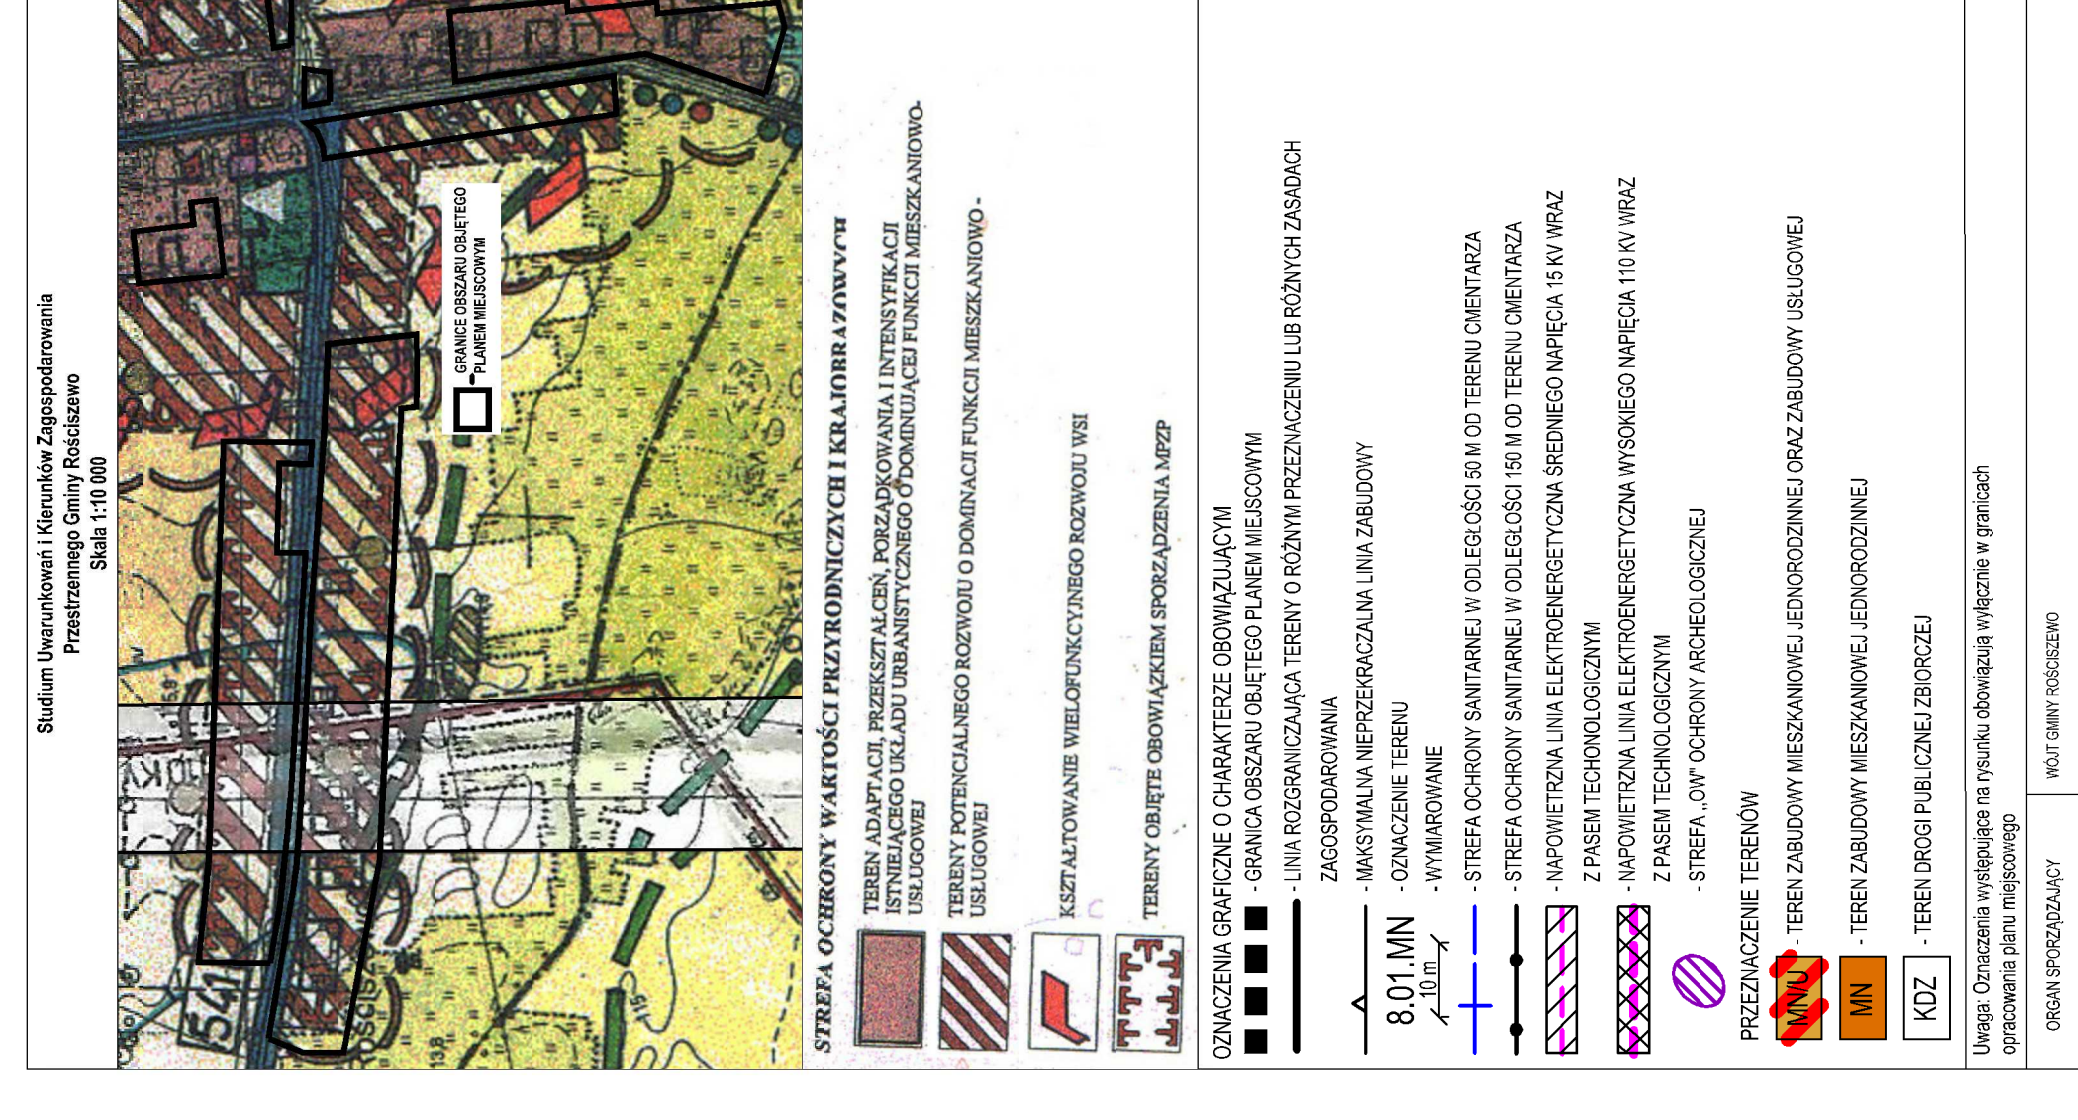 Studium Uwarunkowań i Kierunków Zagospodarowania
Przestrzennego Gminy Rościszewo
Skala 1:10 000
541
13,8
GRANICE OBSZARU OBJĘTEGO
PLANEM MIEJSCOWYM
STREFA OCHRONY WARTOŚCI PRZYRODNICZYCH I KRAJOBRAZOWYCH
TEREN ADAPTACJI, PRZEKSZTAŁCEŃ, PORZĄDKOWANIA I INTENSYFIKACJI
ISTNIEJĄCEGO UKŁADU URBANISTYCZNEGO O DOMINUJĄCEJ FUNKCJI MIESZKANIOWO-
USŁUGOWEJ
TERENY POTENCJALNEGO ROZWOJU O DOMINACJI FUNKCJI MIESZKANIOWO -
USŁUGOWEJ
KSZTAŁTOWANIE WIELOFUNKCYJNEGO ROZWOJU WSI
TERENY OBJĘTE OBOWIĄZKIEM SPORZĄDZENIA MPZP
OZNACZENIA GRAFICZNE O CHARAKTERZE OBOWIĄZUJĄCYM
- GRANICA OBSZARU OBJĘTEGO PLANEM MIEJSCOWYM
- LINIA ROZGRANICZAJĄCA TERENY O RÓŻNYM PRZEZNACZENIU LUB RÓŻNYCH ZASADACH
ZAGOSPODAROWANIA
- MAKSYMALNA NIEPRZEKRACZALNA LINIA ZABUDOWY
8.01.MN - OZNACZENIE TERENU
10 m - WYMIAROWANIE
- STREFA OCHRONY SANITARNEJ W ODLEGŁOŚCI 50 M OD TERENU CMENTARZA
- STREFA OCHRONY SANITARNEJ W ODLEGŁOŚCI 150 M OD TERENU CMENTARZA
- NAPOWIETRZNA LINIA ELEKTROENERGETYCZNA ŚREDNIEGO NAPIĘCIA 15 KV WRAZ
Z PASEM TECHONOLOGICZNYM
- NAPOWIETRZNA LINIA ELEKTROENERGETYCZNA WYSOKIEGO NAPIĘCIA 110 KV WRAZ
Z PASEM TECHNOLOGICZNYM
- STREFA ,,OW" OCHRONY ARCHEOLOGICZNEJ
PRZEZNACZENIE TERENÓW
MN/U - TEREN ZABUDOWY MIESZKANIOWEJ JEDNORODZINNEJ ORAZ ZABUDOWY USŁUGOWEJ
MN - TEREN ZABUDOWY MIESZKANIOWEJ JEDNORODZINNEJ
KDZ - TEREN DROGI PUBLICZNEJ ZBIORCZEJ
Uwaga: Oznaczenia występujące na rysunku obowiązują wyłącznie w granicach
opracowania planu miejscowego
ORGAN SPORZĄDZAJĄCY WÓJT GMINY ROŚCISZEWO